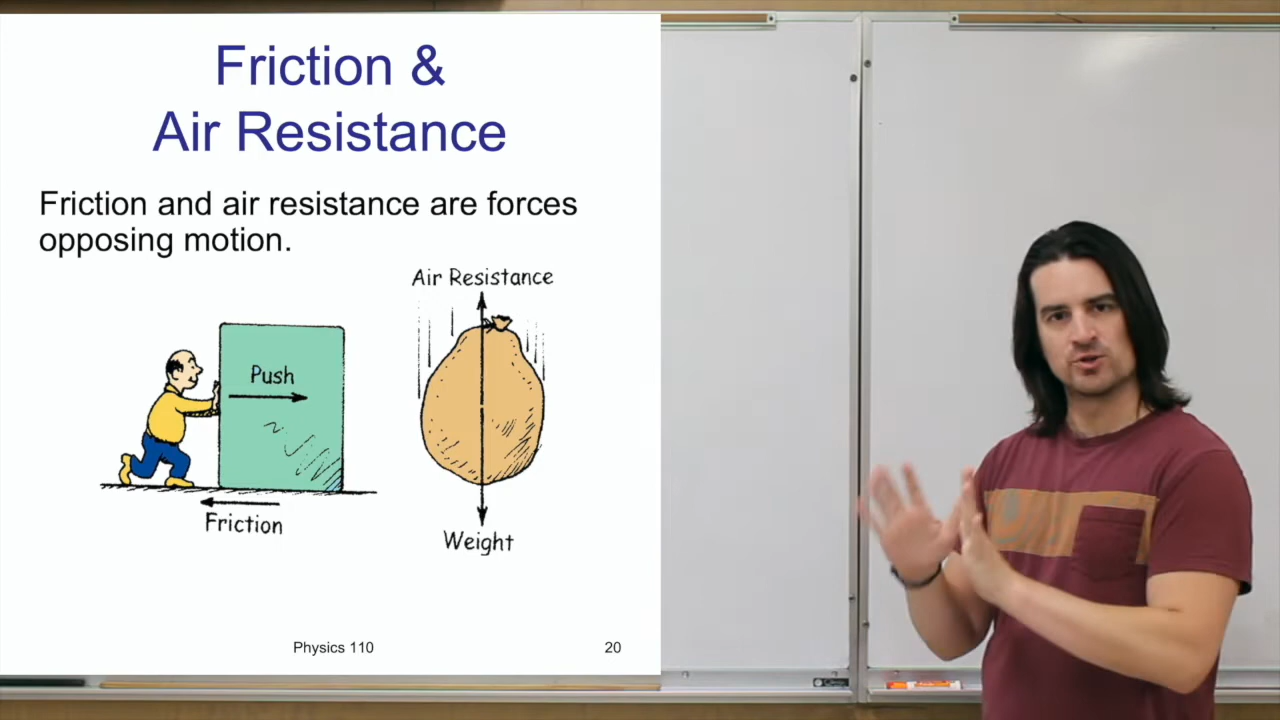 Friction &
Air Resistance
Friction and air resistance are forces
opposing motion.
Air Resistance
Push
Friction
Weight
Physics 110
20